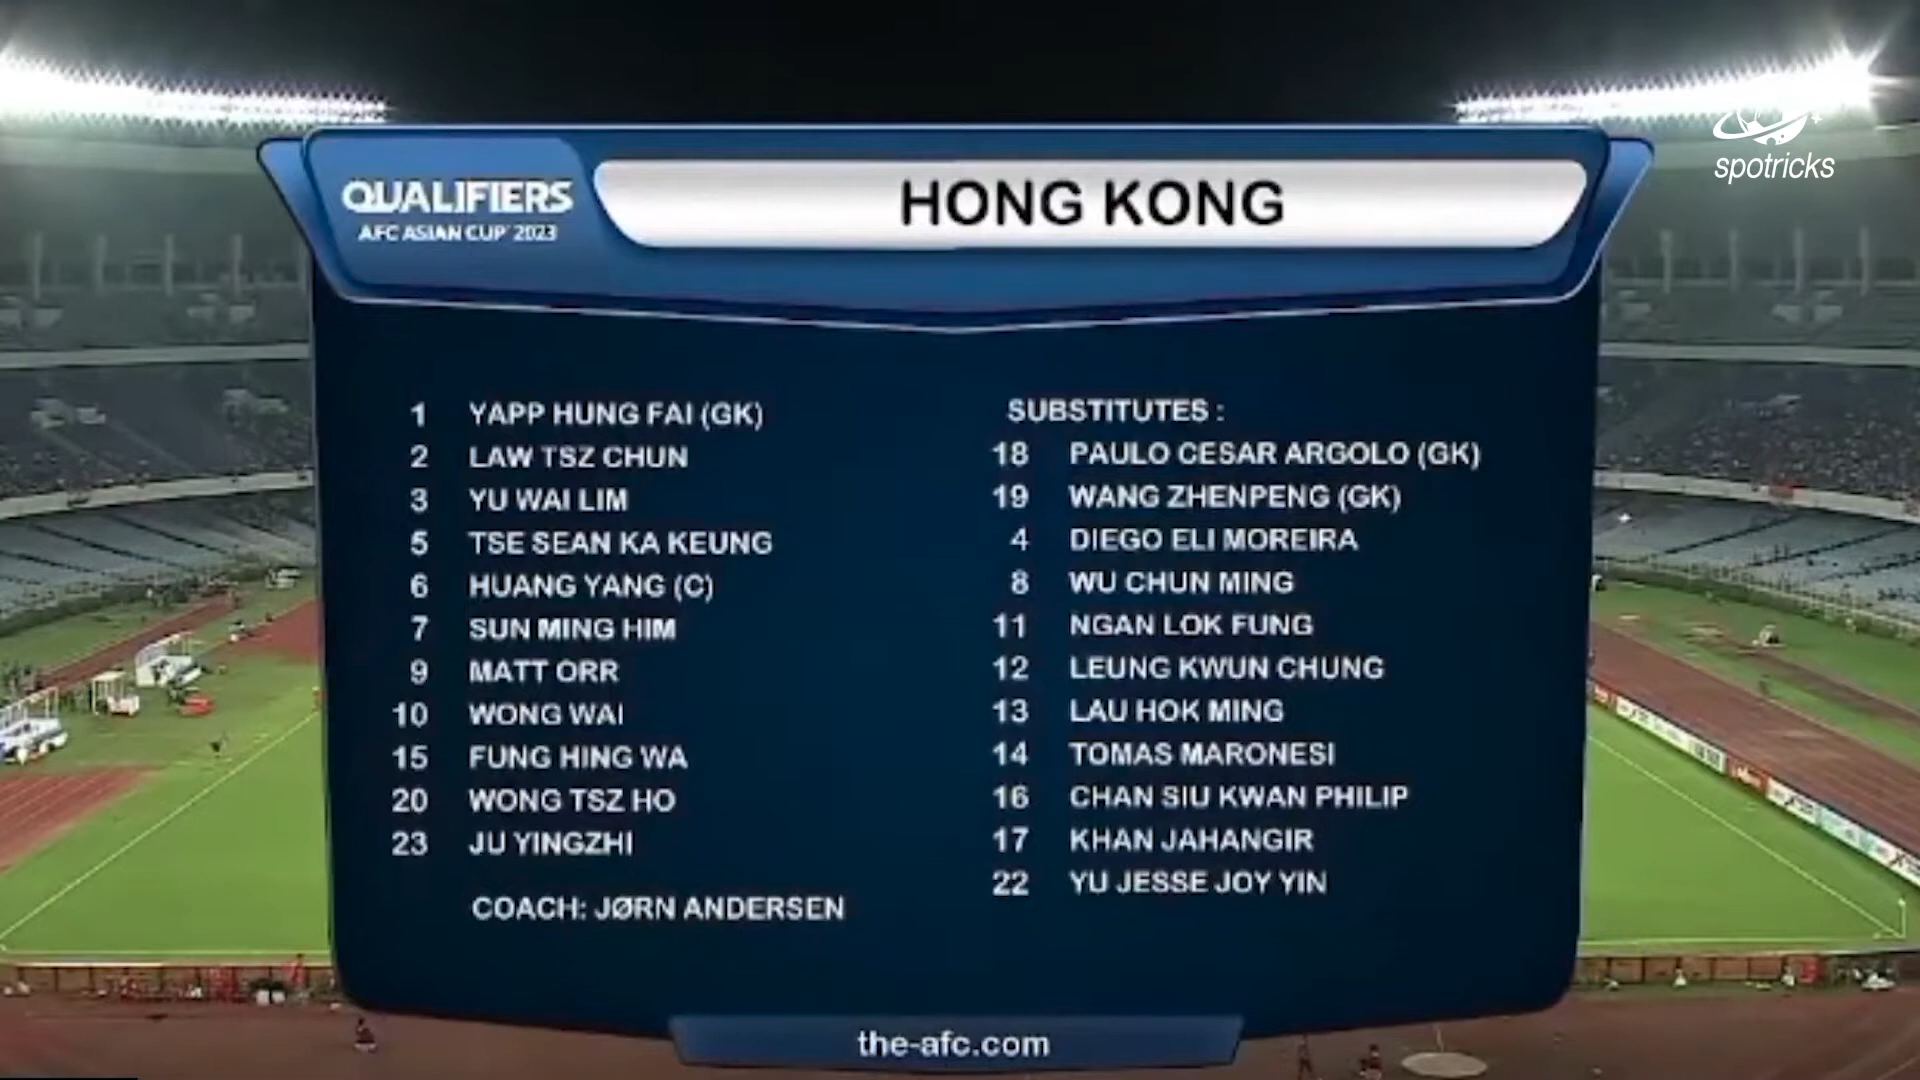 spotricks
QUALIFIERS
AFC ASIAN CUP 2023
HONG KONG
1 YAPP HUNG FAI (GK)
2 LAW TSZ CHUN
3 YU WAI LIM
5 TSE SEAN KA KEUNG
6 HUANG YANG (C)
7 SUN MING HIM
9 MATT ORR
10 WONG WAI
15 FUNG HING WA
20 WONG TSZ HO
23 JU YINGZHI
COACH: JØRN ANDERSEN
SUBSTITUTES :
18 PAULO CESAR ARGOLO (GK)
19 WANG ZHENPENG (GK)
4 DIEGO ELI MOREIRA
8 WU CHUN MING
11 NGAN LOK FUNG
12 LEUNG KWUN CHUNG
13 LAU HOK MING
14 TOMAS MARONESI
16 CHAN SIU KWAN PHILIP
17 KHAN JAHANGIR
22 YU JESSE JOY YIN
the-afc.com